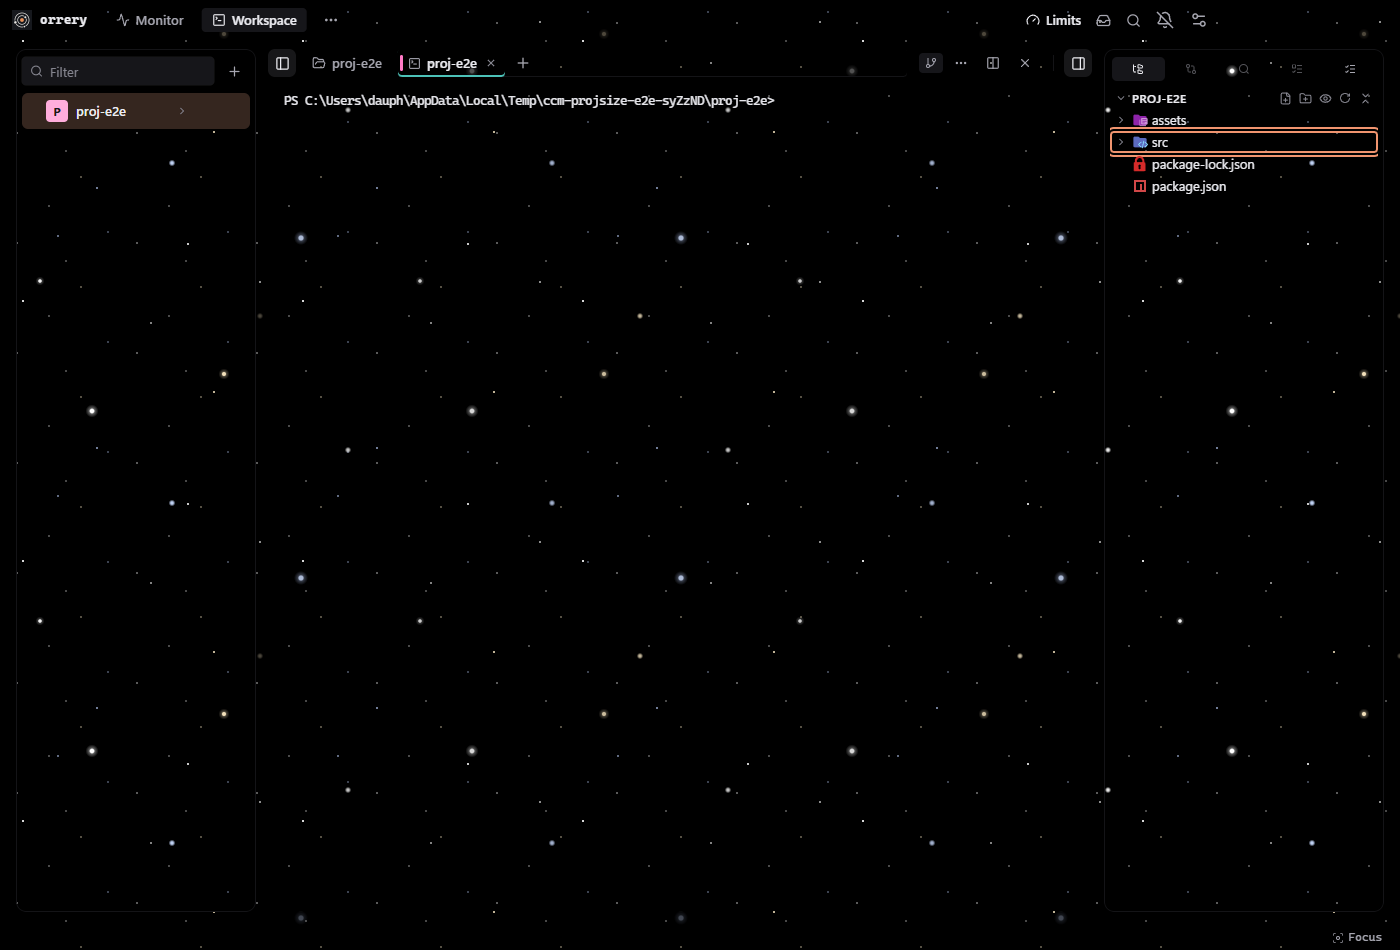 orrery
Monitor
Workspace
Limits
Filter
proj-e2e
proj-e2e
P
proj-e2e
PS C:\Users\dauph\AppData\Local\Temp\ccm-projsize-e2e-syZzND\proj-e2e>
PROJ-E2E
assets
src
package-lock.json
package.json
Focus